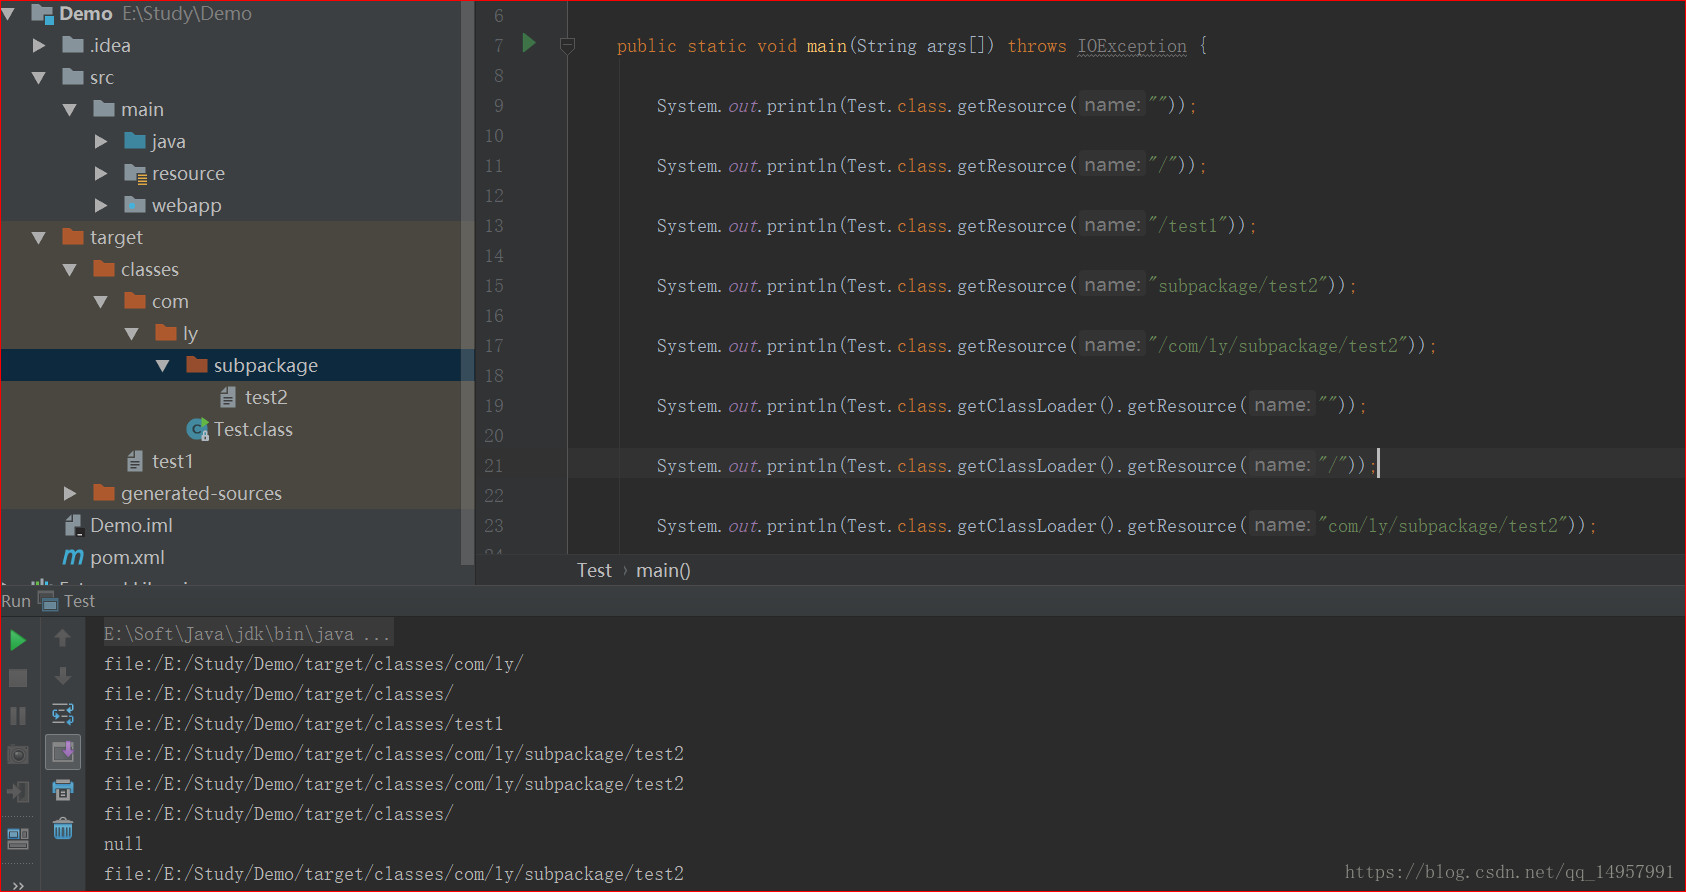 Demo E:\Study\Demo
.idea
src
main
java
resource
webapp
target
classes
com
ly
subpackage
test2
Test.class
test1
generated-sources
Demo.iml
pom.xml
6
7 public static void main(String args[]) throws IOException {
8
9 System.out.println(Test.class.getResource( name: ""));
10
11 System.out.println(Test.class.getResource( name: "/"));
12
13 System.out.println(Test.class.getResource( name: "/test1"));
14
15 System.out.println(Test.class.getResource( name: "subpackage/test2"));
16
17 System.out.println(Test.class.getResource( name: "/com/ly/subpackage/test2"));
18
19 System.out.println(Test.class.getClassLoader().getResource( name: ""));
20
21 System.out.println(Test.class.getClassLoader().getResource( name: "/"));
22
23 System.out.println(Test.class.getClassLoader().getResource( name: "com/ly/subpackage/test2"));
Test › main()
Run Test
E:\Soft\Java\jdk\bin\java ...
file:/E:/Study/Demo/target/classes/com/ly/
file:/E:/Study/Demo/target/classes/
file:/E:/Study/Demo/target/classes/test1
file:/E:/Study/Demo/target/classes/com/ly/subpackage/test2
file:/E:/Study/Demo/target/classes/com/ly/subpackage/test2
file:/E:/Study/Demo/target/classes/
null
file:/E:/Study/Demo/target/classes/com/ly/subpackage/test2
https://blog.csdn.net/qq_14957991